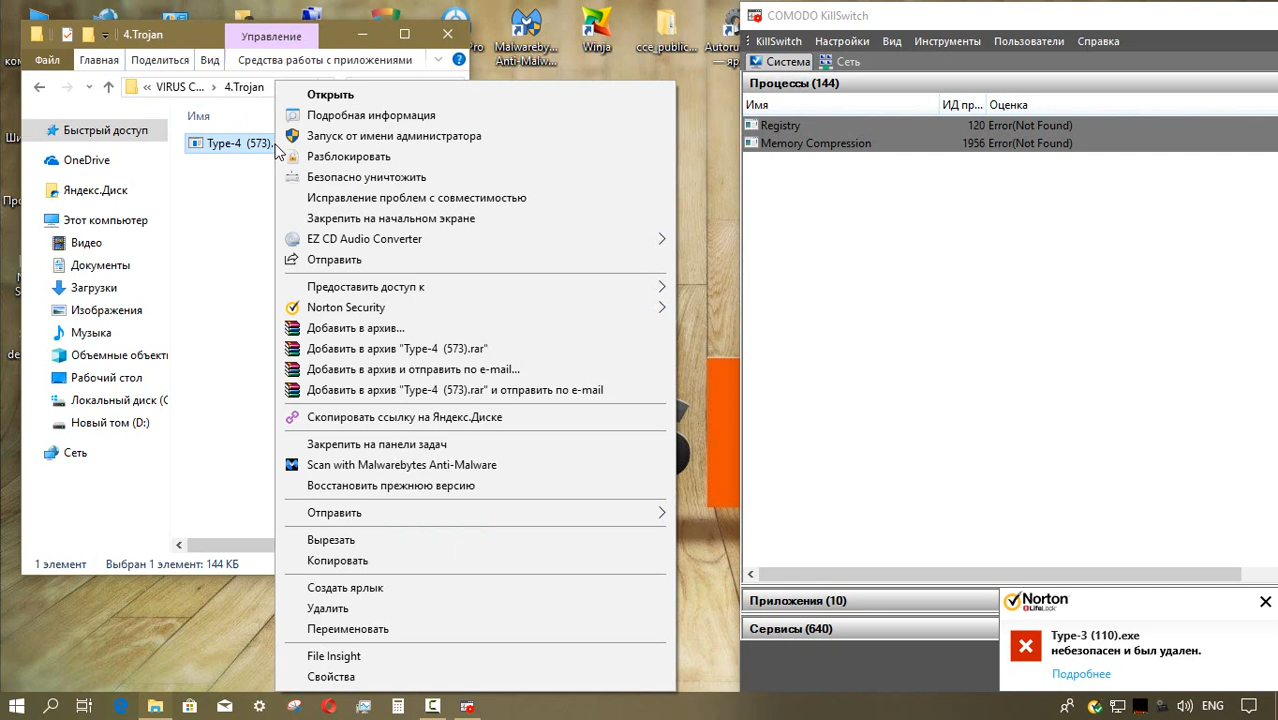 4.Trojan
Управление
Файл
Главная
Поделиться
Вид
Средства работы с приложениями
« VIRUS C... › 4.Trojan
Имя
Type-4 (573).
Быстрый доступ
OneDrive
Яндекс.Диск
Этот компьютер
Видео
Документы
Загрузки
Изображения
Музыка
Объемные объект
Рабочий стол
Локальный диск (C
Новый том (D:)
Сеть
1 элемент
Выбран 1 элемент: 144 КБ
Открыть
Подробная информация
Запуск от имени администратора
Разблокировать
Безопасно уничтожить
Исправление проблем с совместимостью
Закрепить на начальном экране
EZ CD Audio Converter
Отправить
Предоставить доступ к
Norton Security
Добавить в архив...
Добавить в архив "Type-4 (573).rar"
Добавить в архив и отправить по e-mail...
Добавить в архив "Type-4 (573).rar" и отправить по e-mail
Скопировать ссылку на Яндекс.Диске
Закрепить на панели задач
Scan with Malwarebytes Anti-Malware
Восстановить прежнюю версию
Отправить
Вырезать
Копировать
Создать ярлык
Удалить
Переименовать
File Insight
Свойства
Malwareby...
Anti-Malw...
Winja
cce_public...
Autoru
— яр
COMODO KillSwitch
KillSwitch
Настройки
Вид
Инструменты
Пользователи
Справка
Система
Сеть
Процессы (144)
Имя
ИД пр...
Оценка
Registry 120 Error(Not Found)
Memory Compression 1956 Error(Not Found)
Приложения (10)
Сервисы (640)
Norton
LifeLock
Type-3 (110).exe
небезопасен и был удален.
Подробнее
ENG